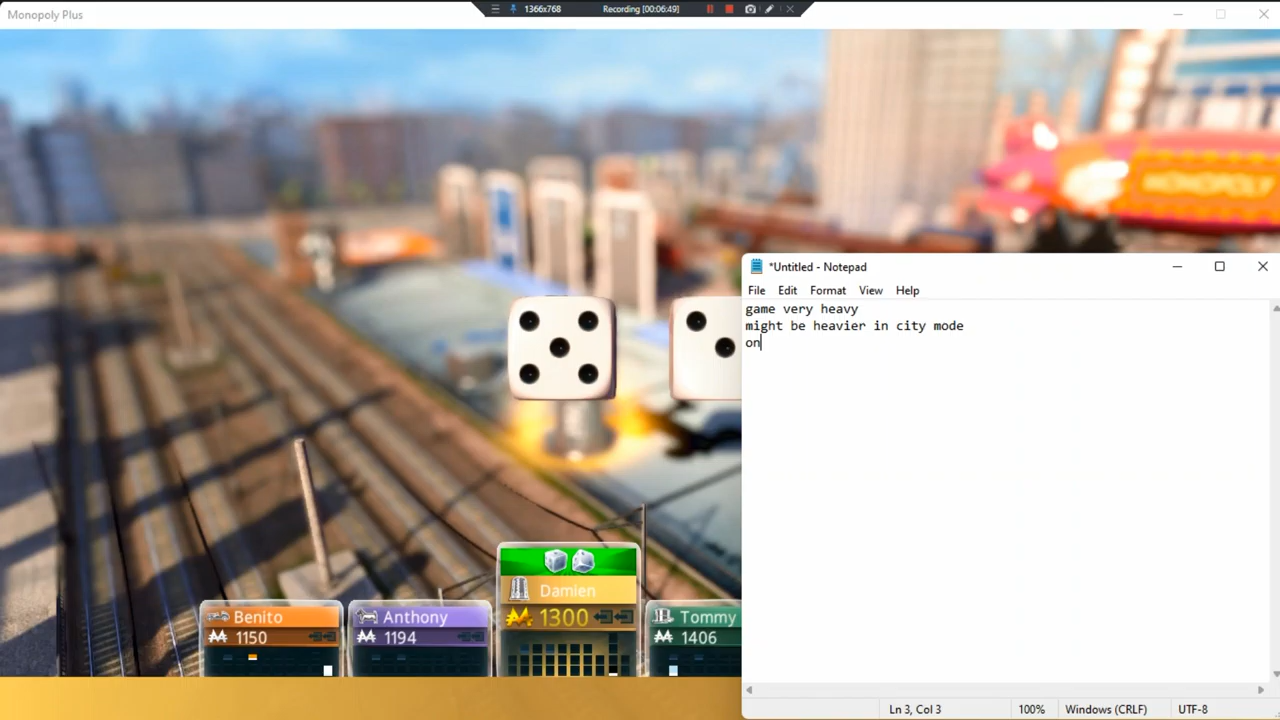 Monopoly Plus
1366x768
Recording [00:06:49]
MONOPOLY
*Untitled - Notepad
File Edit Format View Help
game very heavy
might be heavier in city mode
on
Benito
1150
Anthony
1194
Damien
1300
Tommy
1406
Ln 3, Col 3
100%
Windows (CRLF)
UTF-8